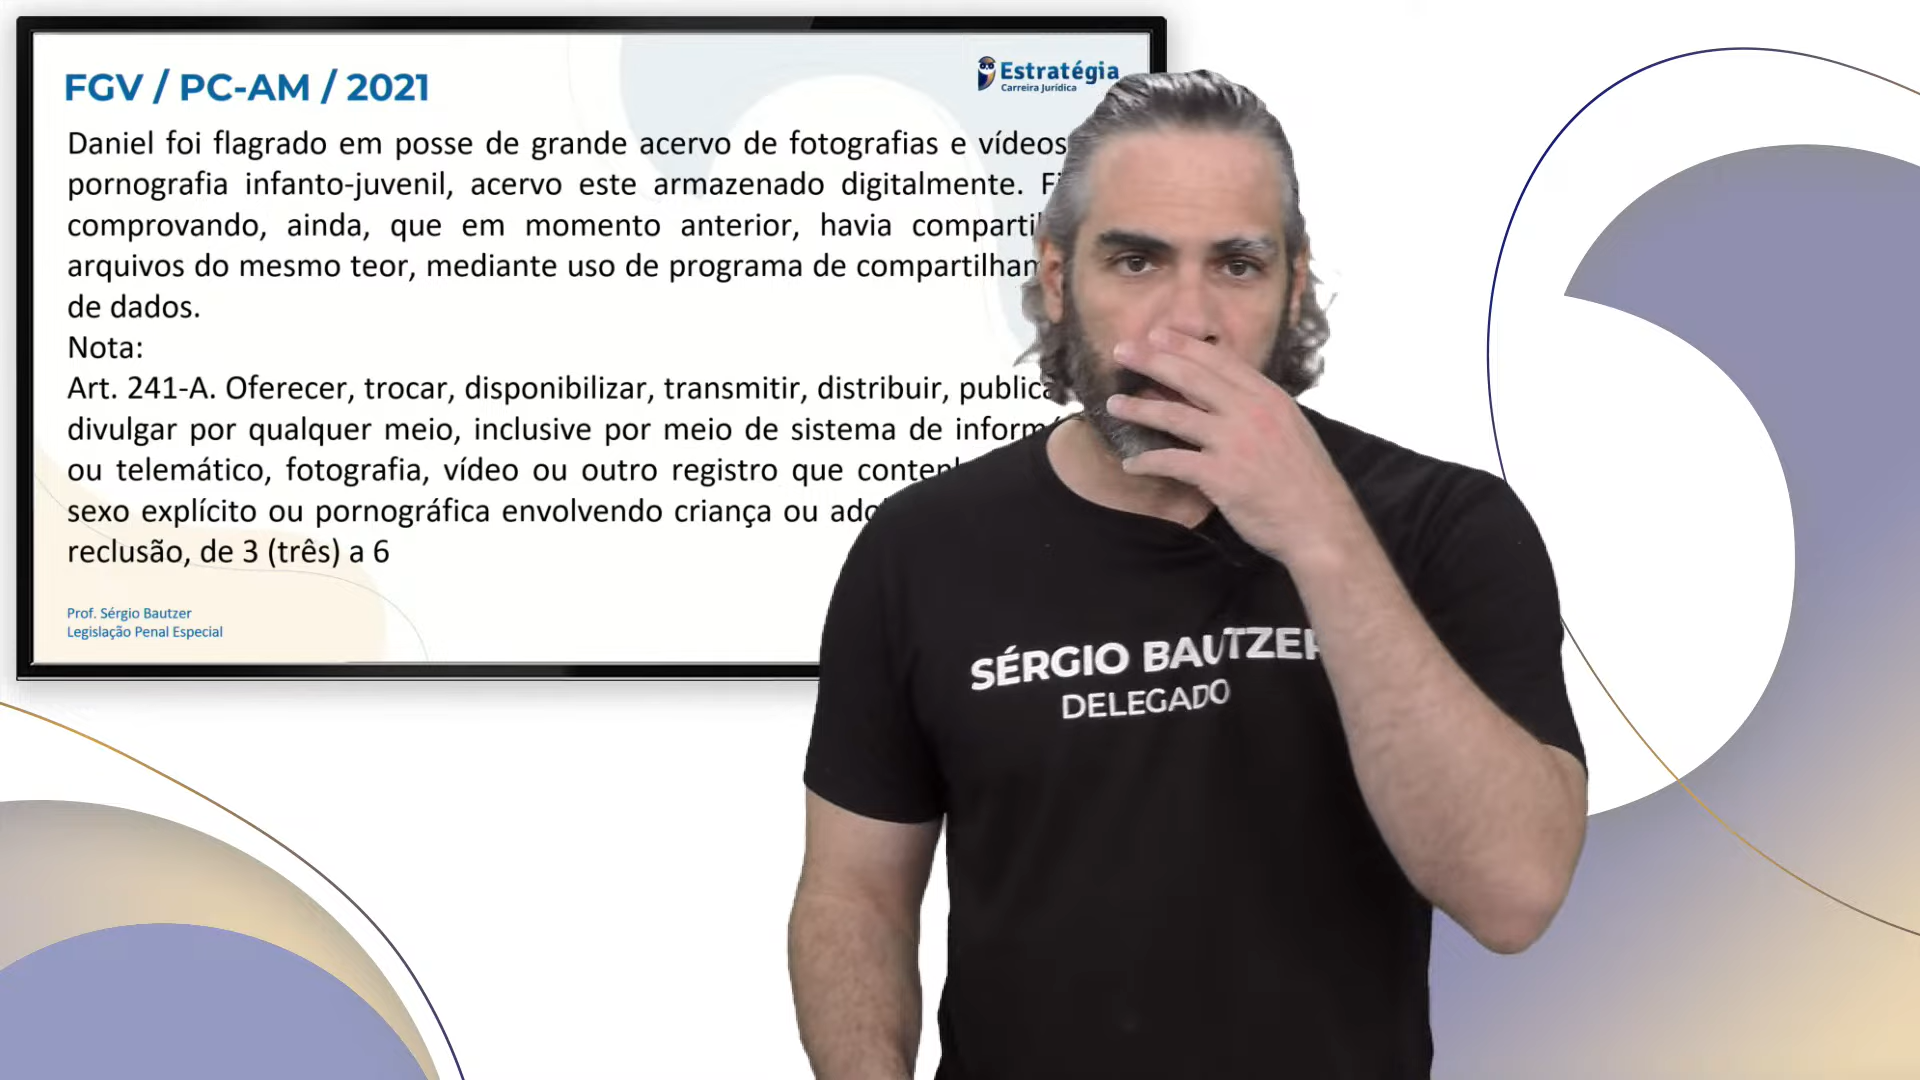 FGV / PC-AM / 2021
Estratégia
Carreira Jurídica
Daniel foi flagrado em posse de grande acervo de fotografias e vídeos
pornografia infanto-juvenil, acervo este armazenado digitalmente.
comprovando, ainda, que em momento anterior, havia
arquivos do mesmo teor, mediante uso de programa de
de dados.
Nota:
Art. 241-A. Oferecer, trocar, disponibilizar, transmitir, distribuir,
divulgar por qualquer meio, inclusive por meio de sistema de
ou telemático, fotografia, vídeo ou outro registro que
sexo explícito ou pornográfica envolvendo criança ou
reclusão, de 3 (três) a 6
Prof. Sérgio Bautzer
Legislação Penal Especial
SÉRGIO BAUTZER
DELEGADO